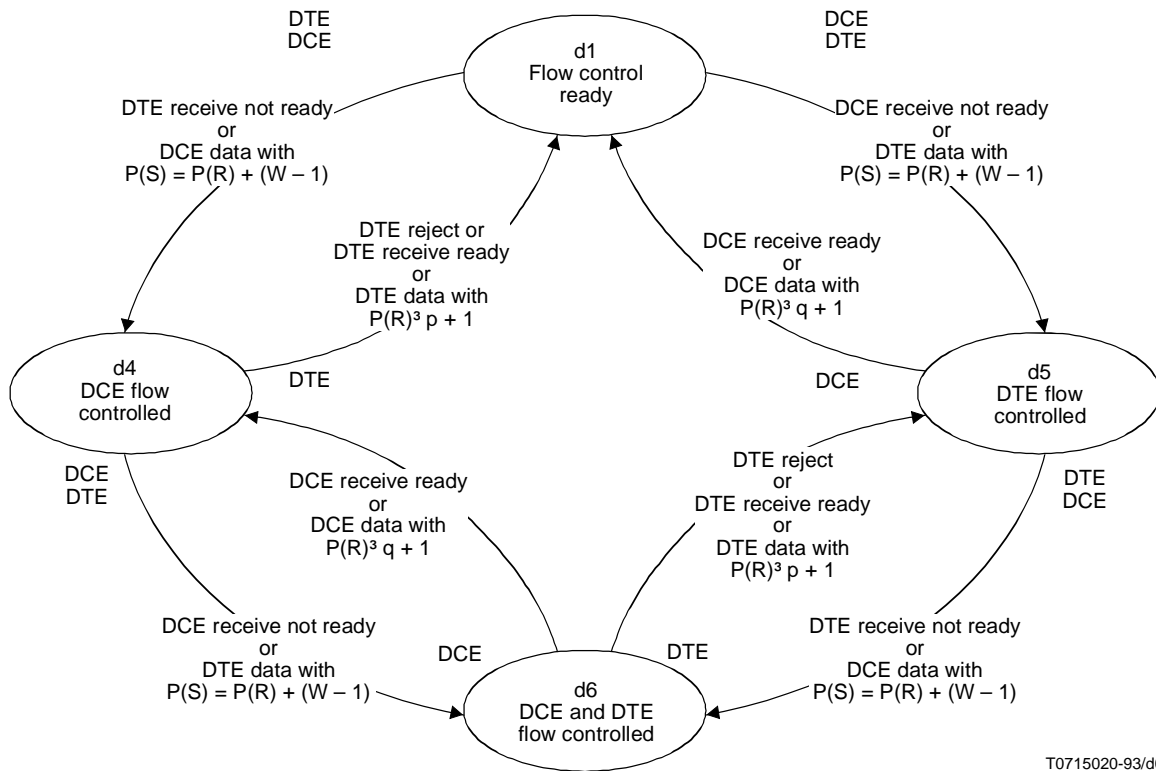 DTE
DCE
DCE
DTE
d1
Flow control
ready
DTE receive not ready
or
DCE data with
P(S) = P(R) + (W – 1)
DCE receive not ready
or
DTE data with
P(S) = P(R) + (W – 1)
DTE reject or
DTE receive ready
or
DTE data with
P(R)³ p + 1
DCE receive ready
or
DCE data with
P(R)³ q + 1
d4
DCE flow
controlled
DTE
DCE
d5
DTE flow
controlled
DCE
DTE
DCE receive ready
or
DCE data with
P(R)³ q + 1
DTE reject
or
DTE receive ready
or
DTE data with
P(R)³ p + 1
DTE
DCE
DCE receive not ready
or
DTE data with
P(S) = P(R) + (W – 1)
DCE
DTE
DTE receive not ready
or
DCE data with
P(S) = P(R) + (W – 1)
d6
DCE and DTE
flow controlled